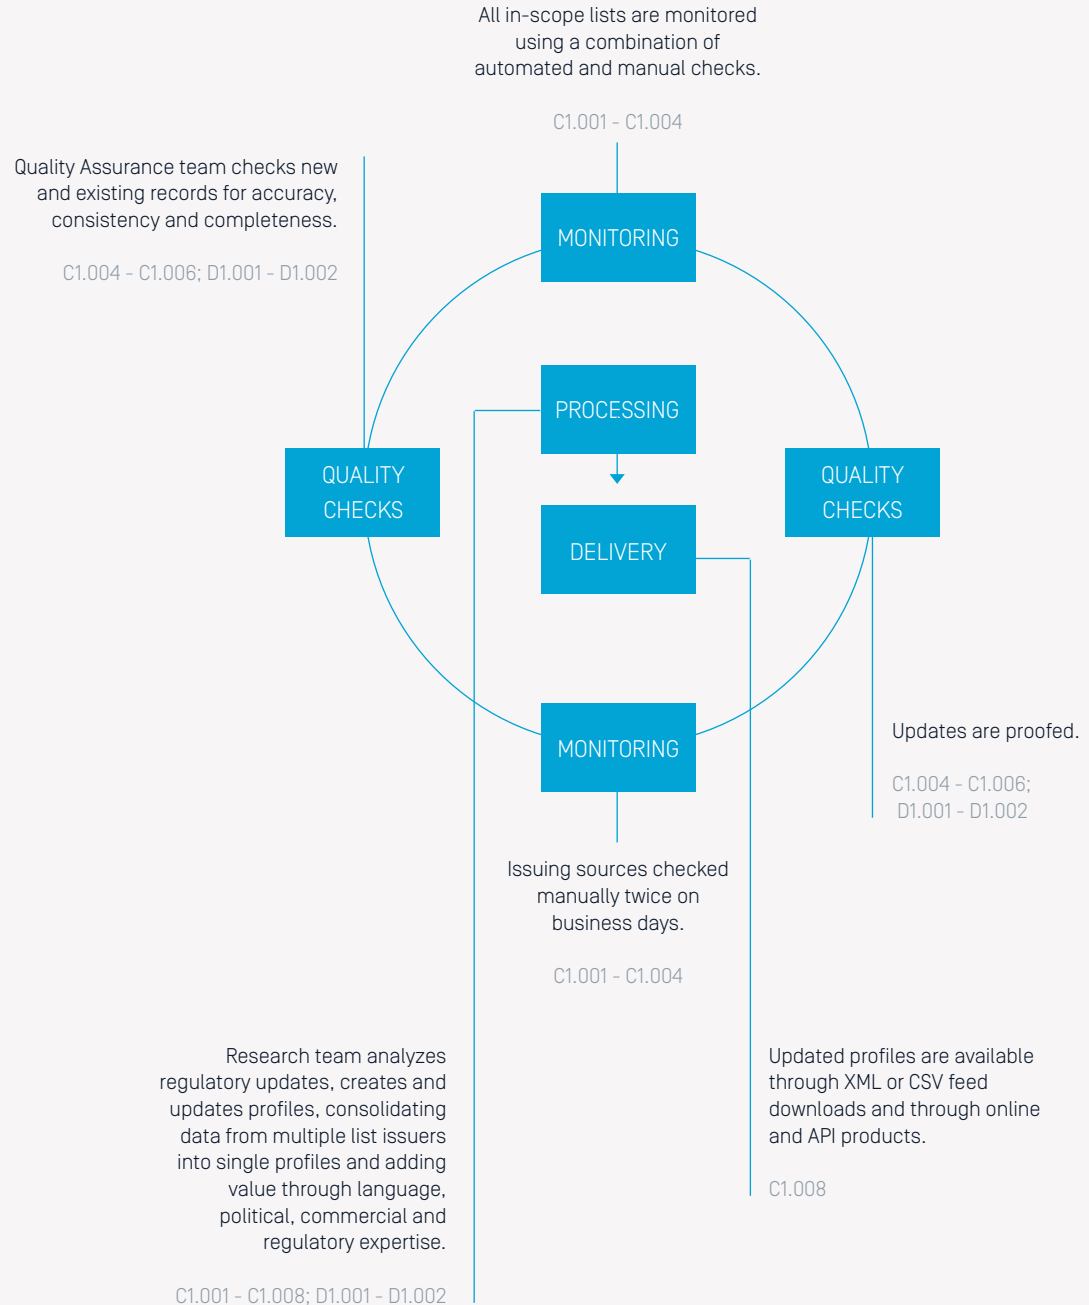 All in-scope lists are monitored
using a combination of
automated and manual checks.
C1.001 - C1.004
Quality Assurance team checks new
and existing records for accuracy,
consistency and completeness.
C1.004 - C1.006; D1.001 - D1.002
MONITORING
PROCESSING
QUALITY
CHECKS
QUALITY
CHECKS
DELIVERY
MONITORING
Updates are proofed.
C1.004 - C1.006;
D1.001 - D1.002
Issuing sources checked
manually twice on
business days.
C1.001 - C1.004
Research team analyzes
regulatory updates, creates and
updates profiles, consolidating
data from multiple list issuers
into single profiles and adding
value through language,
political, commercial and
regulatory expertise.
C1.001 - C1.008; D1.001 - D1.002
Updated profiles are available
through XML or CSV feed
downloads and through online
and API products.
C1.008